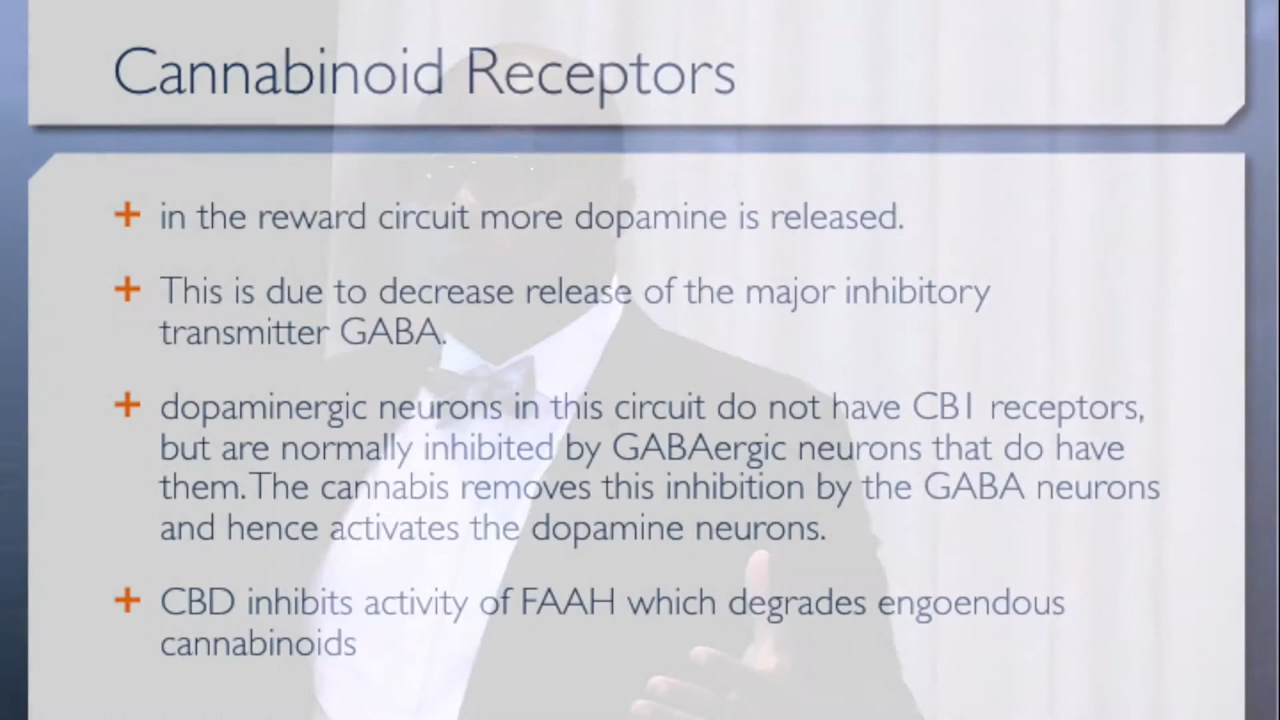 Cannabinoid Receptors
+ in the reward circuit more dopamine is released.
+ This is due to decrease release of the major inhibitory
transmitter GABA.
+ dopaminergic neurons in this circuit do not have CB1 receptors,
but are normally inhibited by GABAergic neurons that do have
them. The cannabis removes this inhibition by the GABA neurons
and hence activates the dopamine neurons.
+ CBD inhibits activity of FAAH which degrades engoendous
cannabinoids